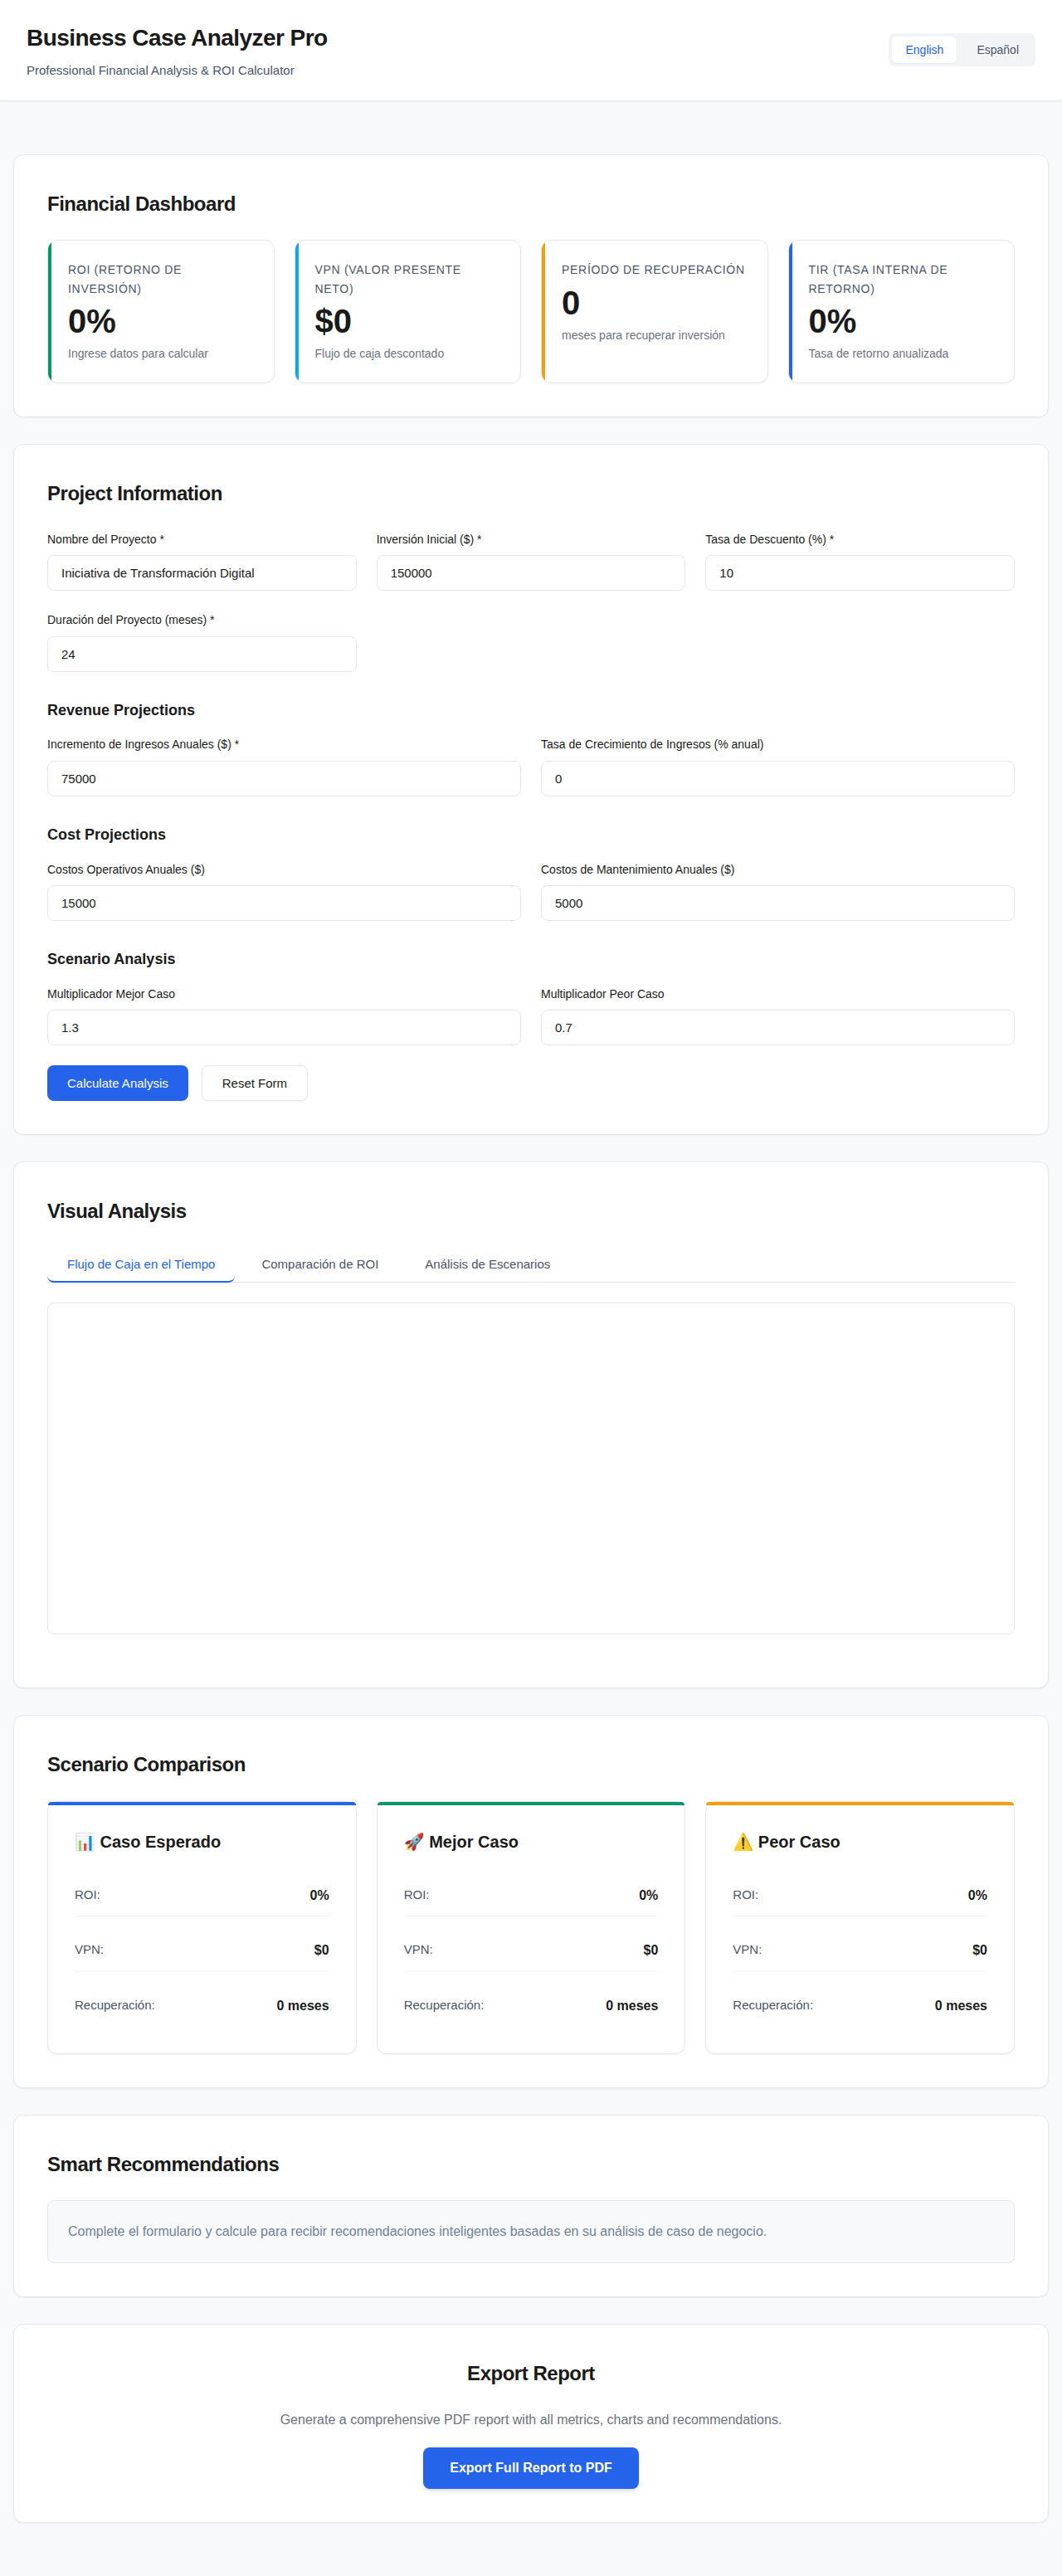 Business Case Analyzer Pro
Professional Financial Analysis & ROI Calculator
English
Español
Financial Dashboard
ROI (RETORNO DE
INVERSIÓN)
0%
Ingrese datos para calcular
VPN (VALOR PRESENTE
NETO)
$0
Flujo de caja descontado
PERÍODO DE RECUPERACIÓN
0
meses para recuperar inversión
TIR (TASA INTERNA DE
RETORNO)
0%
Tasa de retorno anualizada
Project Information
Nombre del Proyecto *
Iniciativa de Transformación Digital
Inversión Inicial ($) *
150000
Tasa de Descuento (%) *
10
Duración del Proyecto (meses) *
24
Revenue Projections
Incremento de Ingresos Anuales ($) *
75000
Tasa de Crecimiento de Ingresos (% anual)
0
Cost Projections
Costos Operativos Anuales ($)
15000
Costos de Mantenimiento Anuales ($)
5000
Scenario Analysis
Multiplicador Mejor Caso
1.3
Multiplicador Peor Caso
0.7
Calculate Analysis
Reset Form
Visual Analysis
Flujo de Caja en el Tiempo
Comparación de ROI
Análisis de Escenarios
Scenario Comparison
📊 Caso Esperado
ROI: 0%
VPN: $0
Recuperación: 0 meses
🚀 Mejor Caso
ROI: 0%
VPN: $0
Recuperación: 0 meses
⚠️ Peor Caso
ROI: 0%
VPN: $0
Recuperación: 0 meses
Smart Recommendations
Complete el formulario y calcule para recibir recomendaciones inteligentes basadas en su análisis de caso de negocio.
Export Report
Generate a comprehensive PDF report with all metrics, charts and recommendations.
Export Full Report to PDF